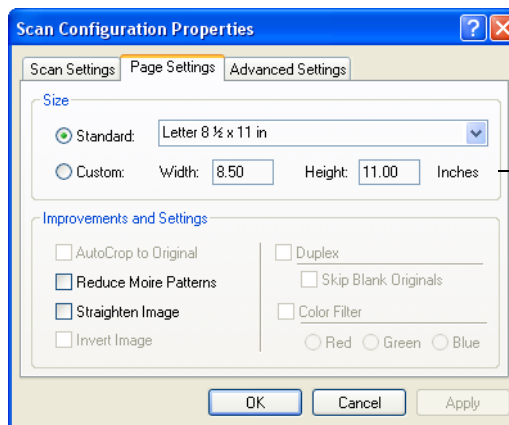 Scan Configuration Properties
Scan Settings Page Settings Advanced Settings
Size
Standard: Letter 8 ½ x 11 in
Custom: Width: 8.50 Height: 11.00 Inches
Improvements and Settings
AutoCrop to Original
Reduce Moire Patterns
Straighten Image
Invert Image
Duplex
Skip Blank Originals
Color Filter
Red Green Blue
OK Cancel Apply